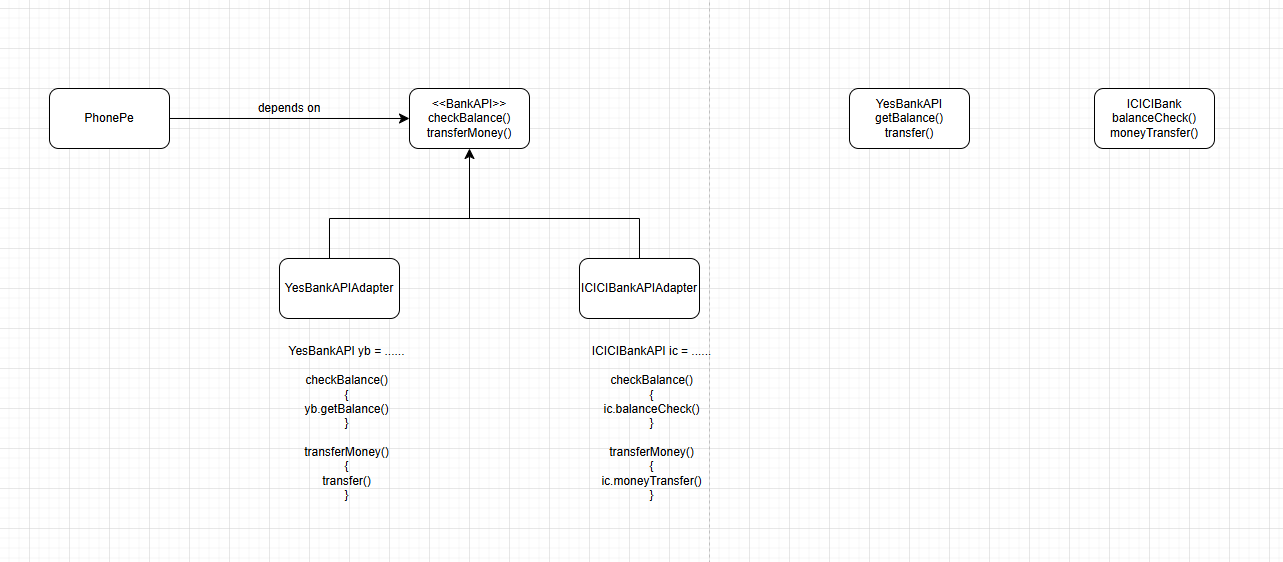 PhonePe
depends on
<<BankAPI>>
checkBalance()
transferMoney()
YesBankAPI
getBalance()
transfer()
ICICIBank
balanceCheck()
moneyTransfer()
YesBankAPIAdapter
ICICIBankAPIAdapter
YesBankAPI yb = ......
checkBalance()
{
yb.getBalance()
}
transferMoney()
{
transfer()
}
ICICIBankAPI ic = ......
checkBalance()
{
ic.balanceCheck()
}
transferMoney()
{
ic.moneyTransfer()
}